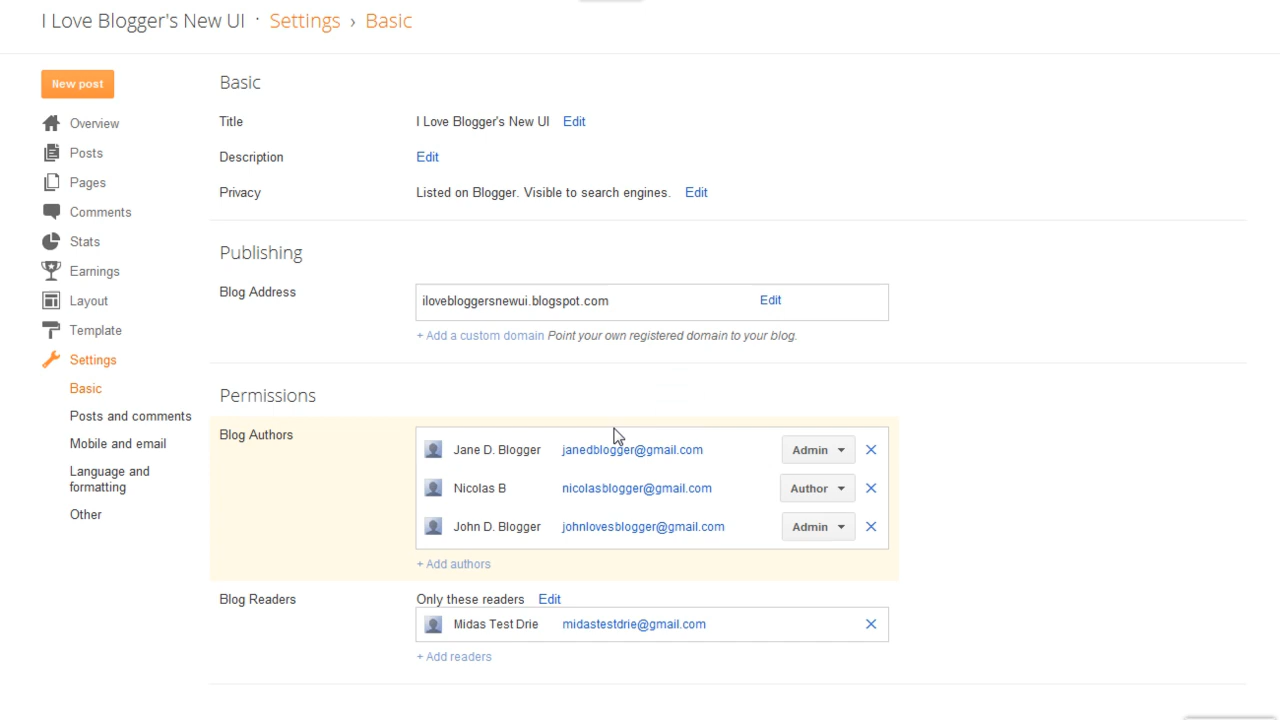 I Love Blogger's New UI · Settings › Basic
New post
Overview
Posts
Pages
Comments
Stats
Earnings
Layout
Template
Settings
Basic
Posts and comments
Mobile and email
Language and
formatting
Other
Basic
Title I Love Blogger's New UI Edit
Description Edit
Privacy Listed on Blogger. Visible to search engines. Edit
Publishing
Blog Address ilovebloggersnewui.blogspot.com Edit
+ Add a custom domain Point your own registered domain to your blog.
Permissions
Blog Authors
Jane D. Blogger janedblogger@gmail.com Admin
Nicolas B nicolasblogger@gmail.com Author
John D. Blogger johnlovesblogger@gmail.com Admin
+ Add authors
Blog Readers Only these readers Edit
Midas Test Drie midastestdrie@gmail.com
+ Add readers